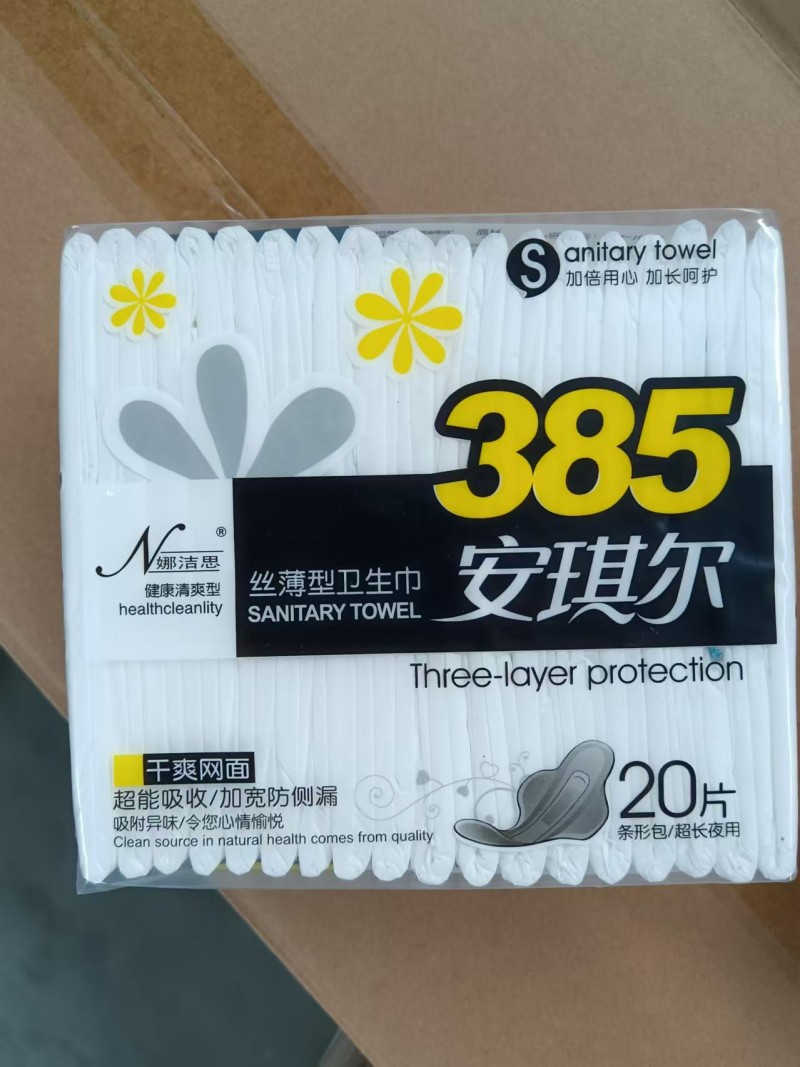 Sanitary towel
加倍用心 加长呵护
385
N娜洁思®
健康清爽型
healthcleanlity
丝薄型卫生巾
SANITARY TOWEL
安琪尔
Three-layer protection
干爽网面
超能吸收/加宽防侧漏
吸附异味/令您心情愉悦
Clean source in natural health comes from quality
20片
条形包/超长夜用